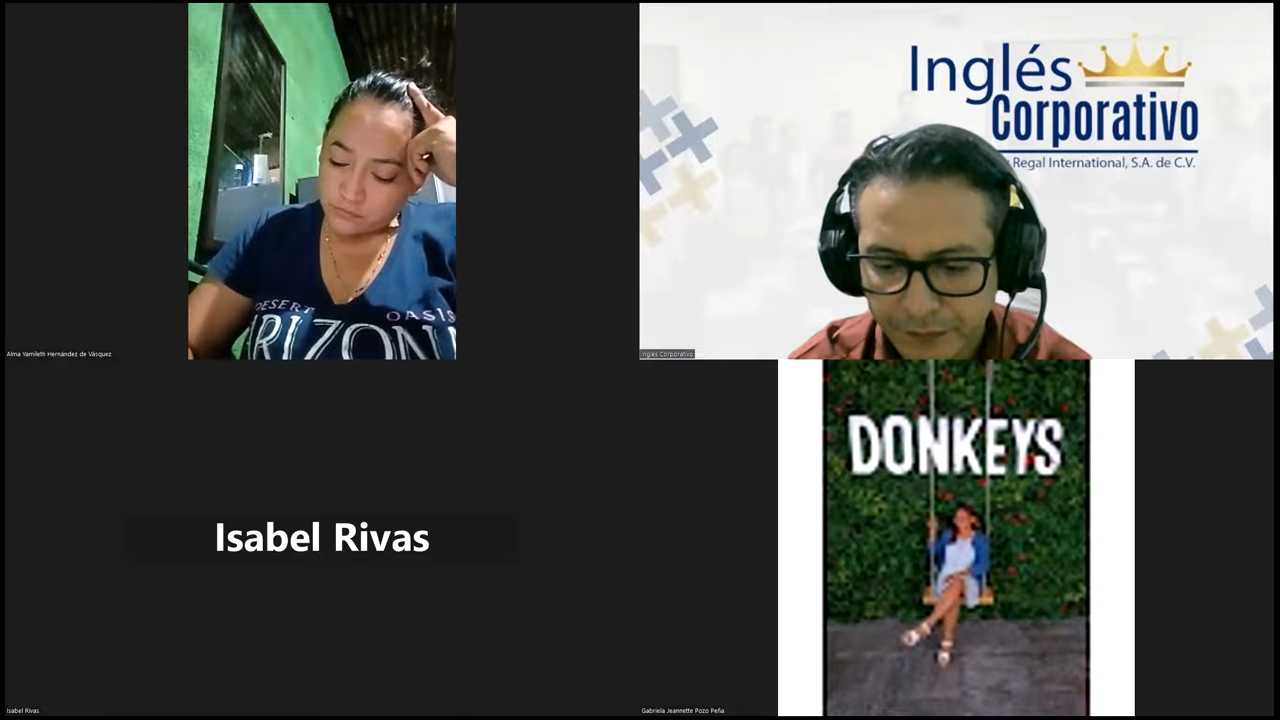 DESERT OASIS
ARIZONA
Alma Yamileth Hernández de Vásquez
Inglés
Corporativo
Regal International, S.A. de C.V.
Inglés Corporativo
Isabel Rivas
Isabel Rivas
DONKEYS
Gabriela Jeannette Pozo Peña